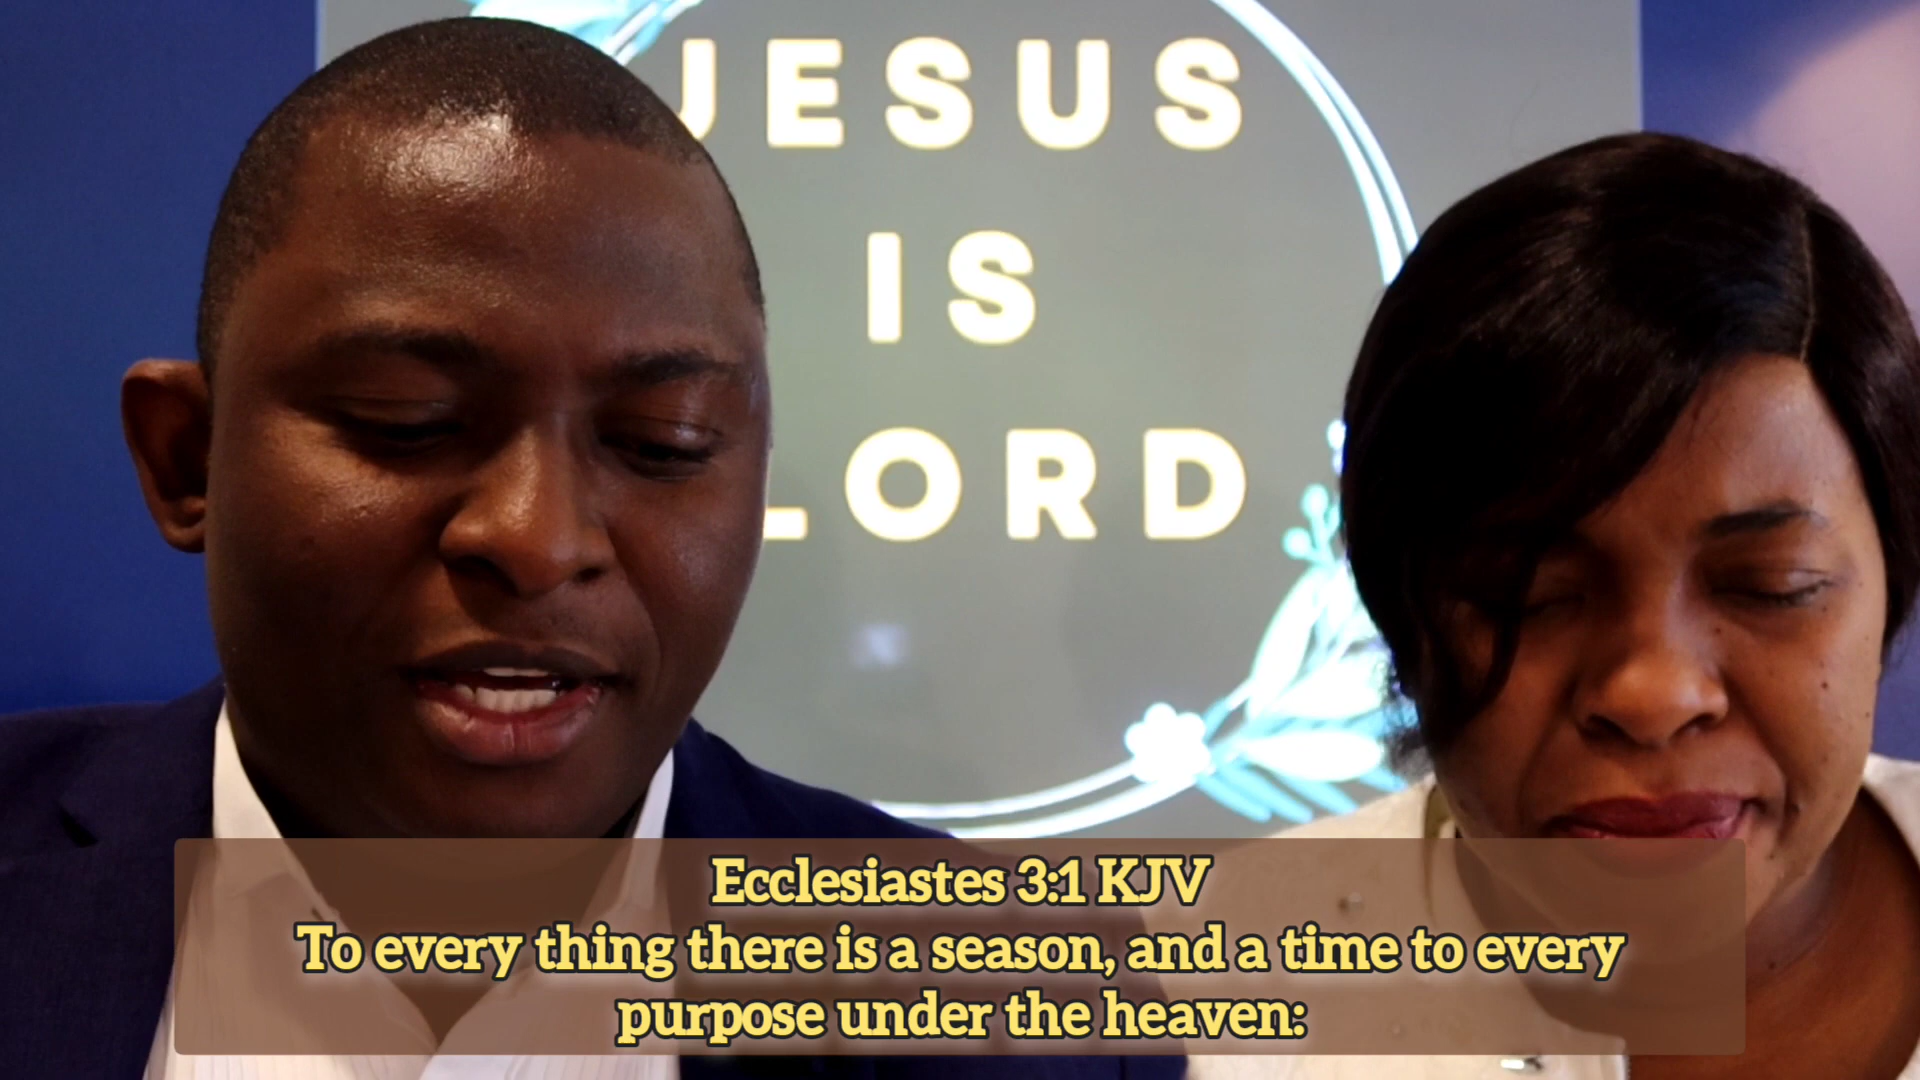 JESUS
IS
LORD
Ecclesiastes 3:1 KJV
To every thing there is a season, and a time to every
purpose under the heaven: